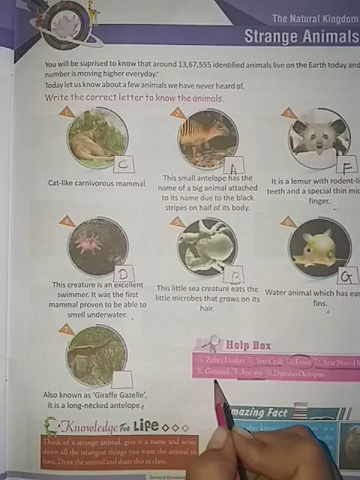 The Natural Kingdom
Strange Animals
You will be suprised to know that around 13,67,555 identified animals live on the Earth today and
number is moving higher everyday.'
Today let us know about a few animals we have never heard of.
Write the correct letter to know the animals.
1
2
3
C
A
F
Cat-like carnivorous mammal.
This small antelope has the
name of a big animal attached
to its name due to the black
stripes on half of its body.
It is a lemur with rodent-li
teeth and a special thin mid
finger.
4
5
6
D
B
G
This creature is an excellent
swimmer. It was the first
mammal proven to be able to
smell underwater.
This little sea creature eats the
little microbes that grows on its
hair.
Water animal which has ea
fins.
7
Also known as 'Giraffe Gazelle',
it is a long-necked antelope.
Help Box
Zebra Duiker Yeti Crab Fossa Star Nosed M
Gerenuk Aye-aye Dumbo Octopus
Knowledge For Life
Think of a strange animal, give it a name and write
down all the strangest things you want the animal to
have. Draw the animal and share this in class.
mazing Fact
General Knowled